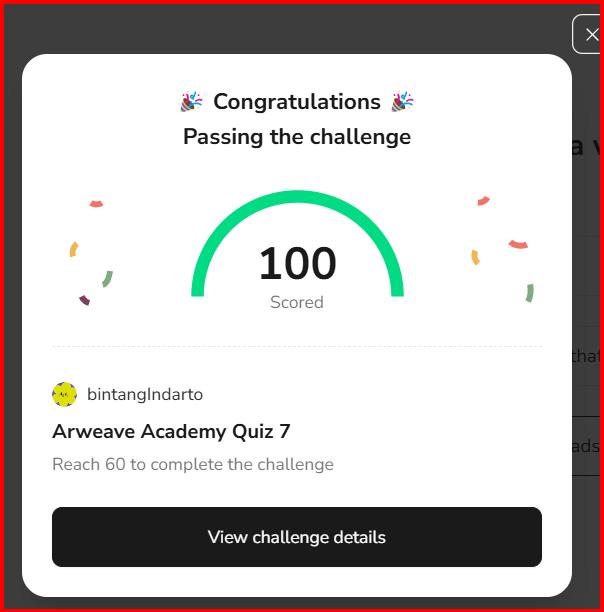 🎉 Congratulations 🎉
Passing the challenge
100
Scored
bintangIndarto
Arweave Academy Quiz 7
Reach 60 to complete the challenge
View challenge details
a
that
ads